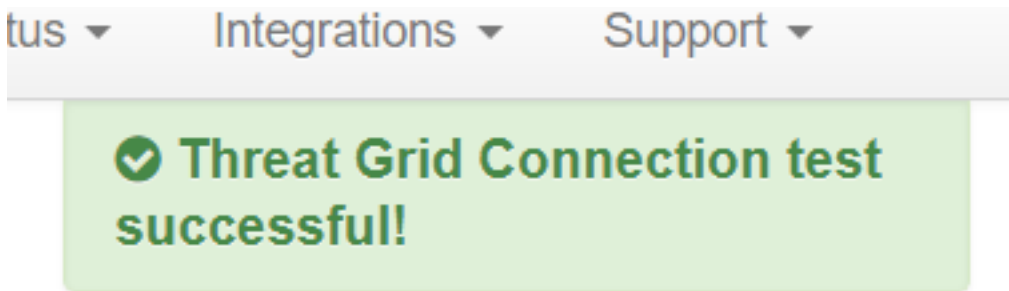 tus Integrations Support
Threat Grid Connection test
successful!